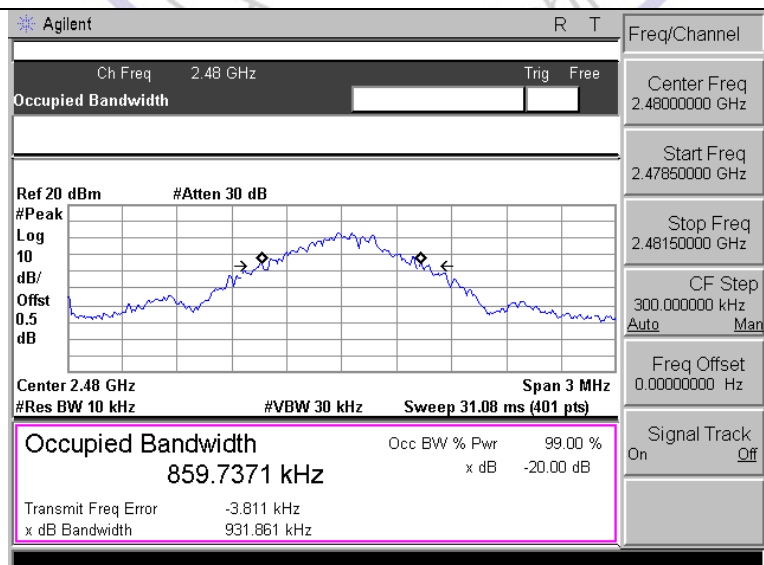 Agilent R T
Ch Freq 2.48 GHz Trig Free
Occupied Bandwidth
Ref 20 dBm #Atten 30 dB
#Peak
Log
10
dB/
Offst
0.5
dB
Center 2.48 GHz Span 3 MHz
#Res BW 10 kHz #VBW 30 kHz Sweep 31.08 ms (401 pts)
Occupied Bandwidth Occ BW % Pwr 99.00 %
859.7371 kHz x dB -20.00 dB
Transmit Freq Error -3.811 kHz
x dB Bandwidth 931.861 kHz
Freq/Channel
Center Freq
2.48000000 GHz
Start Freq
2.47850000 GHz
Stop Freq
2.48150000 GHz
CF Step
300.000000 kHz
Auto Man
Freq Offset
0.00000000 Hz
Signal Track
On Off